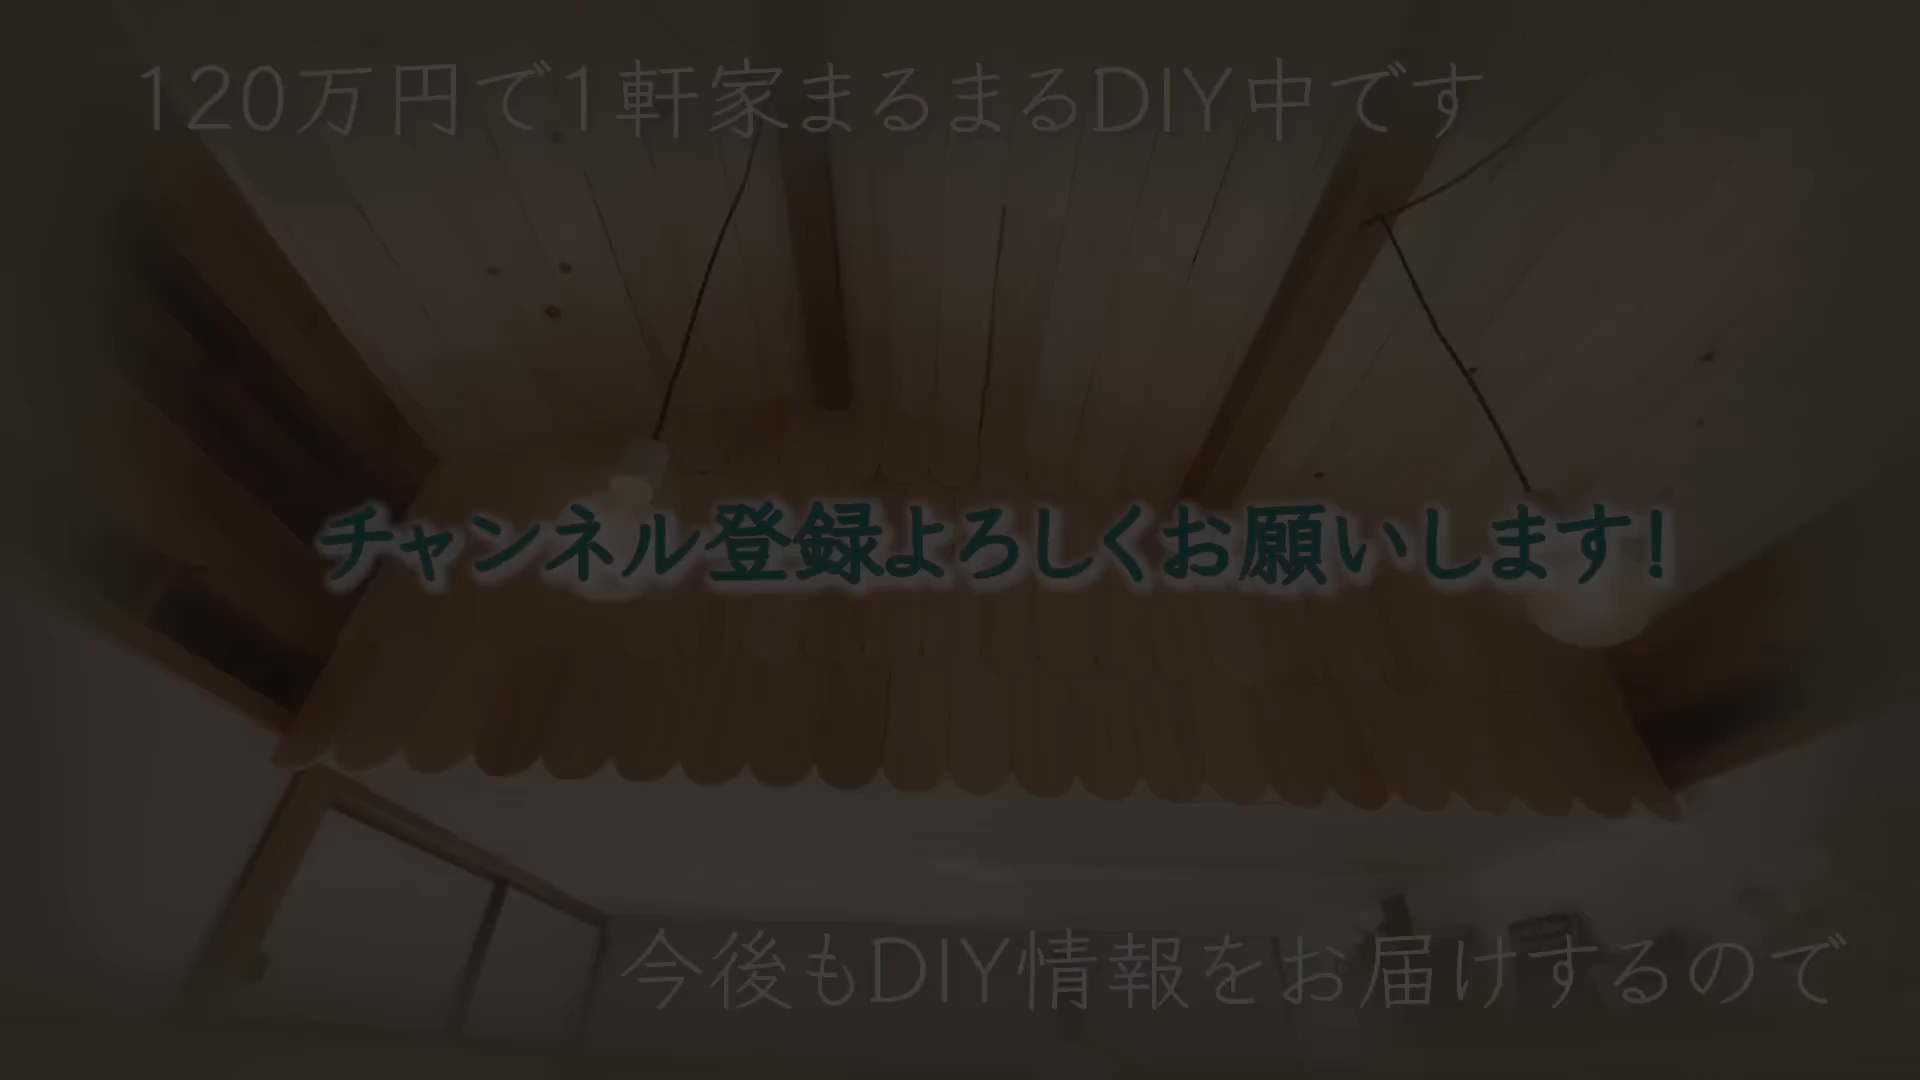 120万円で1軒家まるまるDIY中です
チャンネル登録よろしくお願いします!
今後もDIY情報をお届けするので